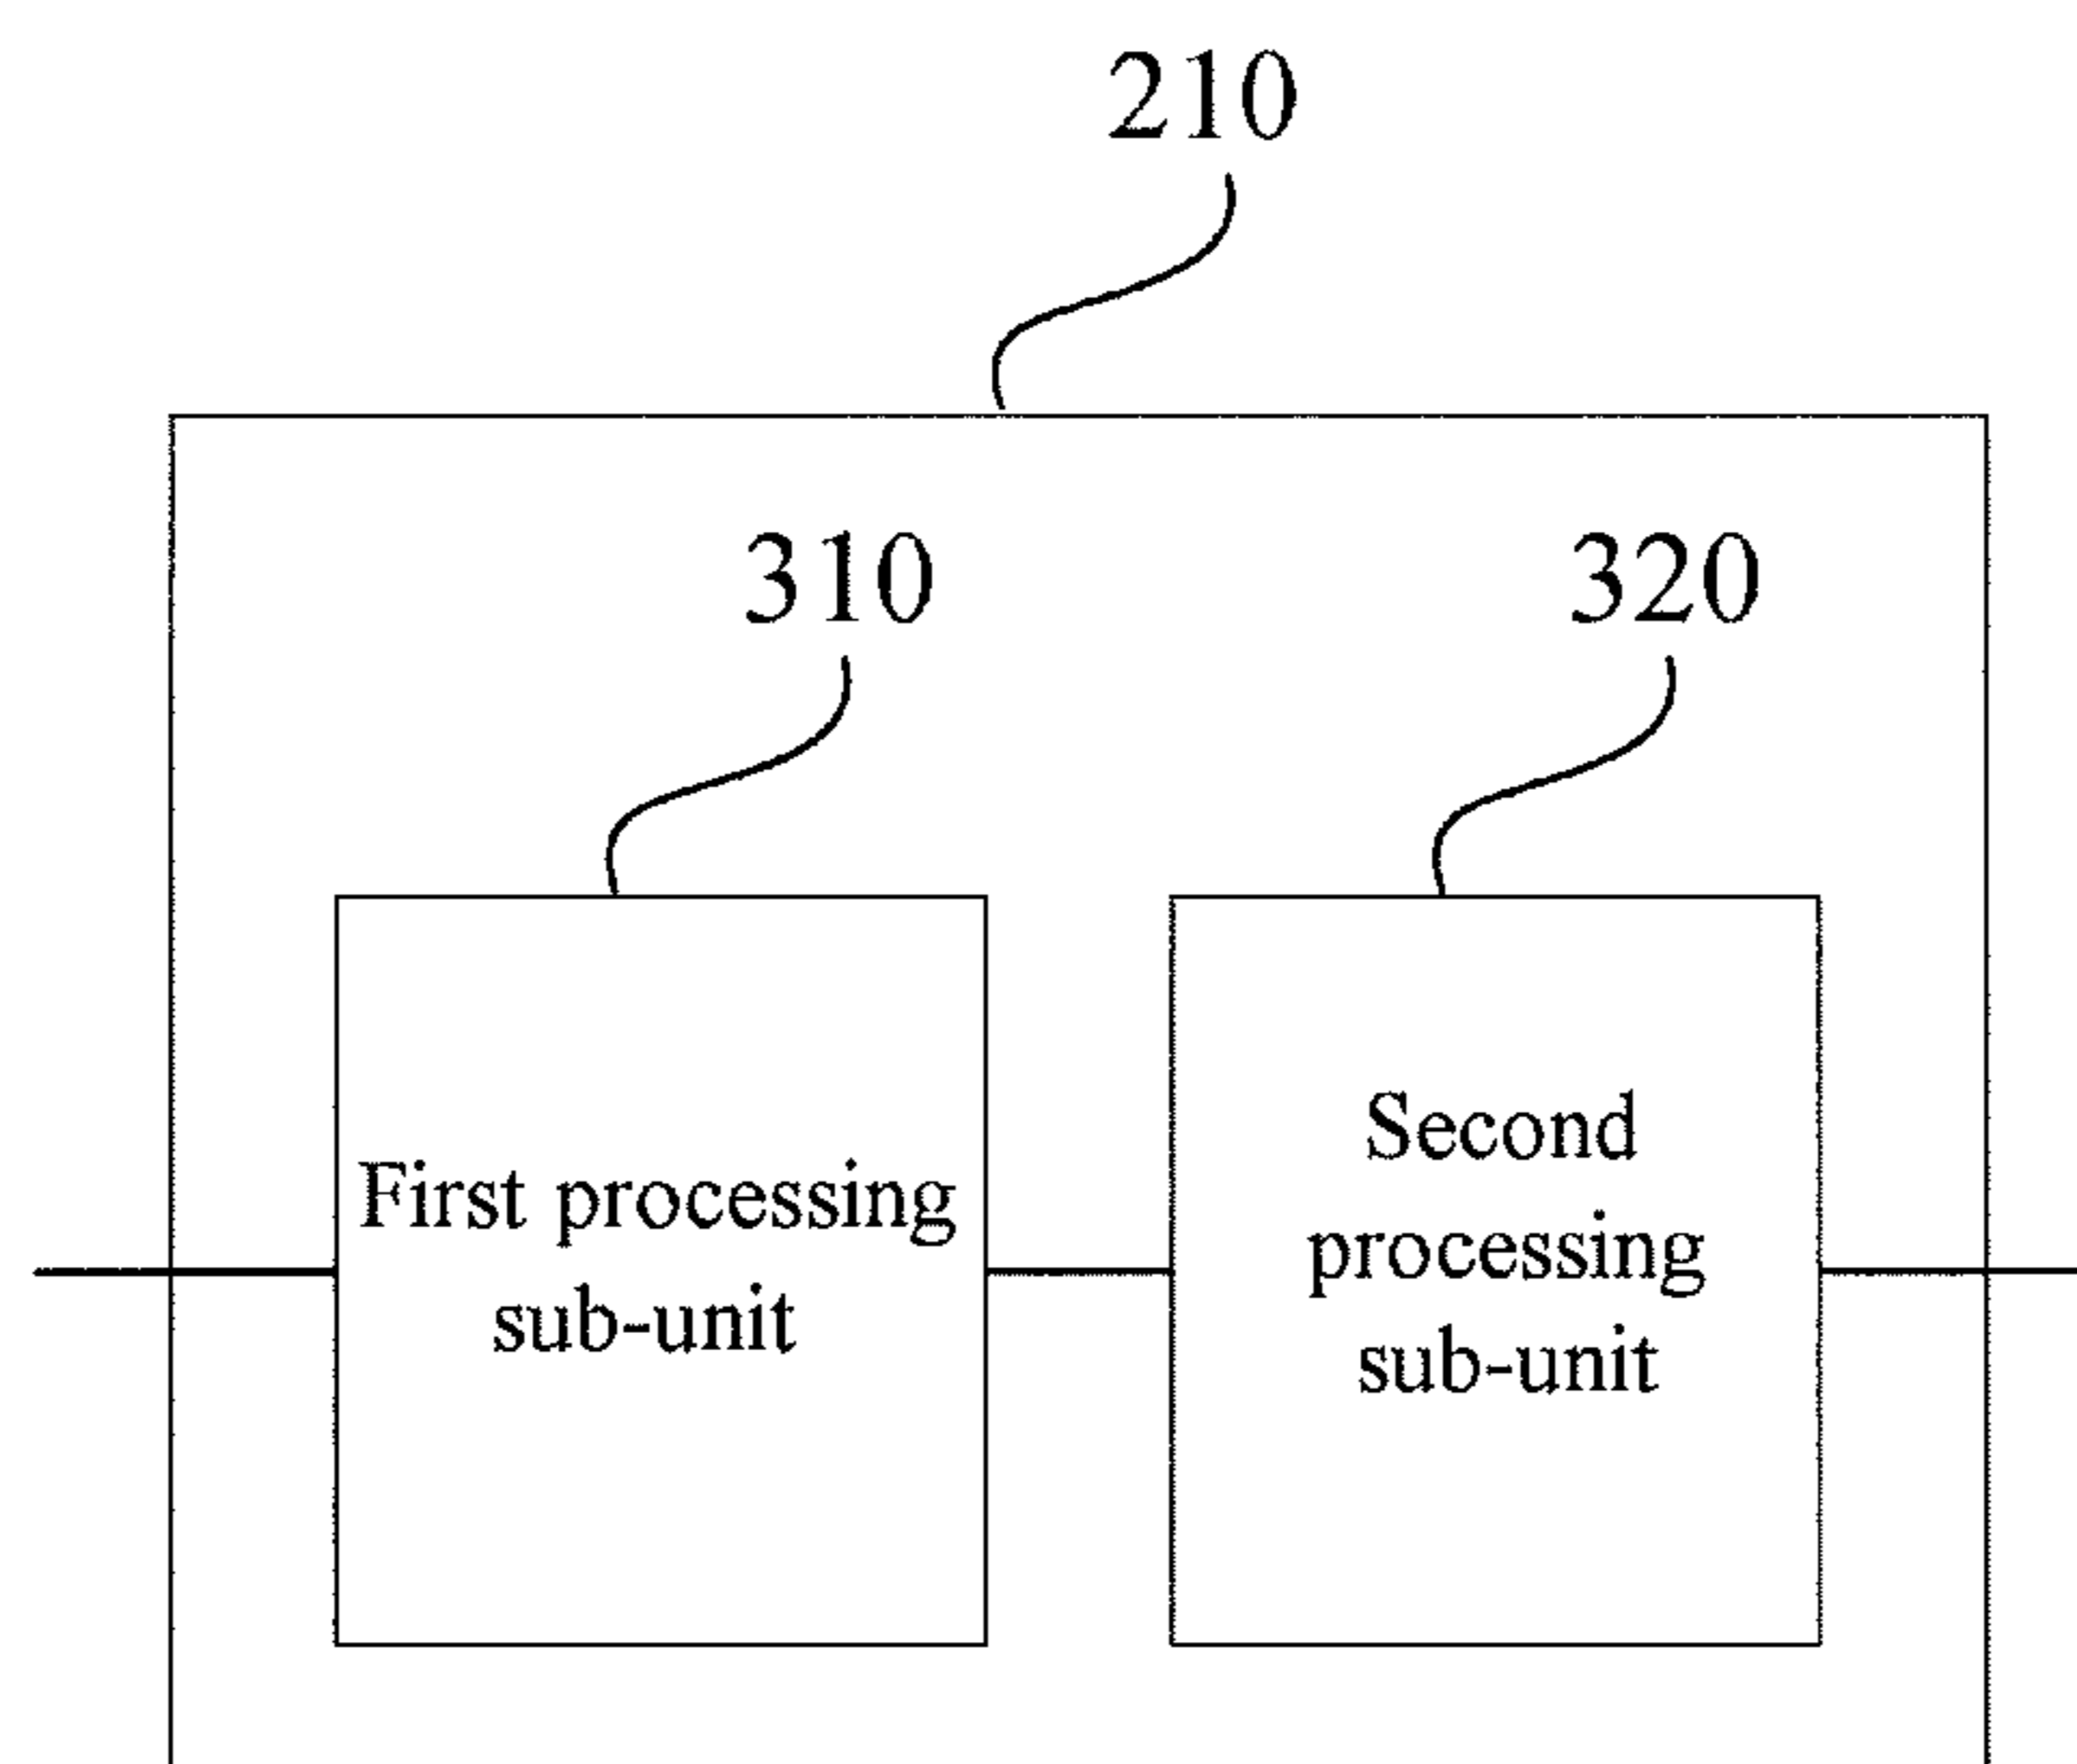 210
310
320
First processing
sub-unit
Second
processing
sub-unit